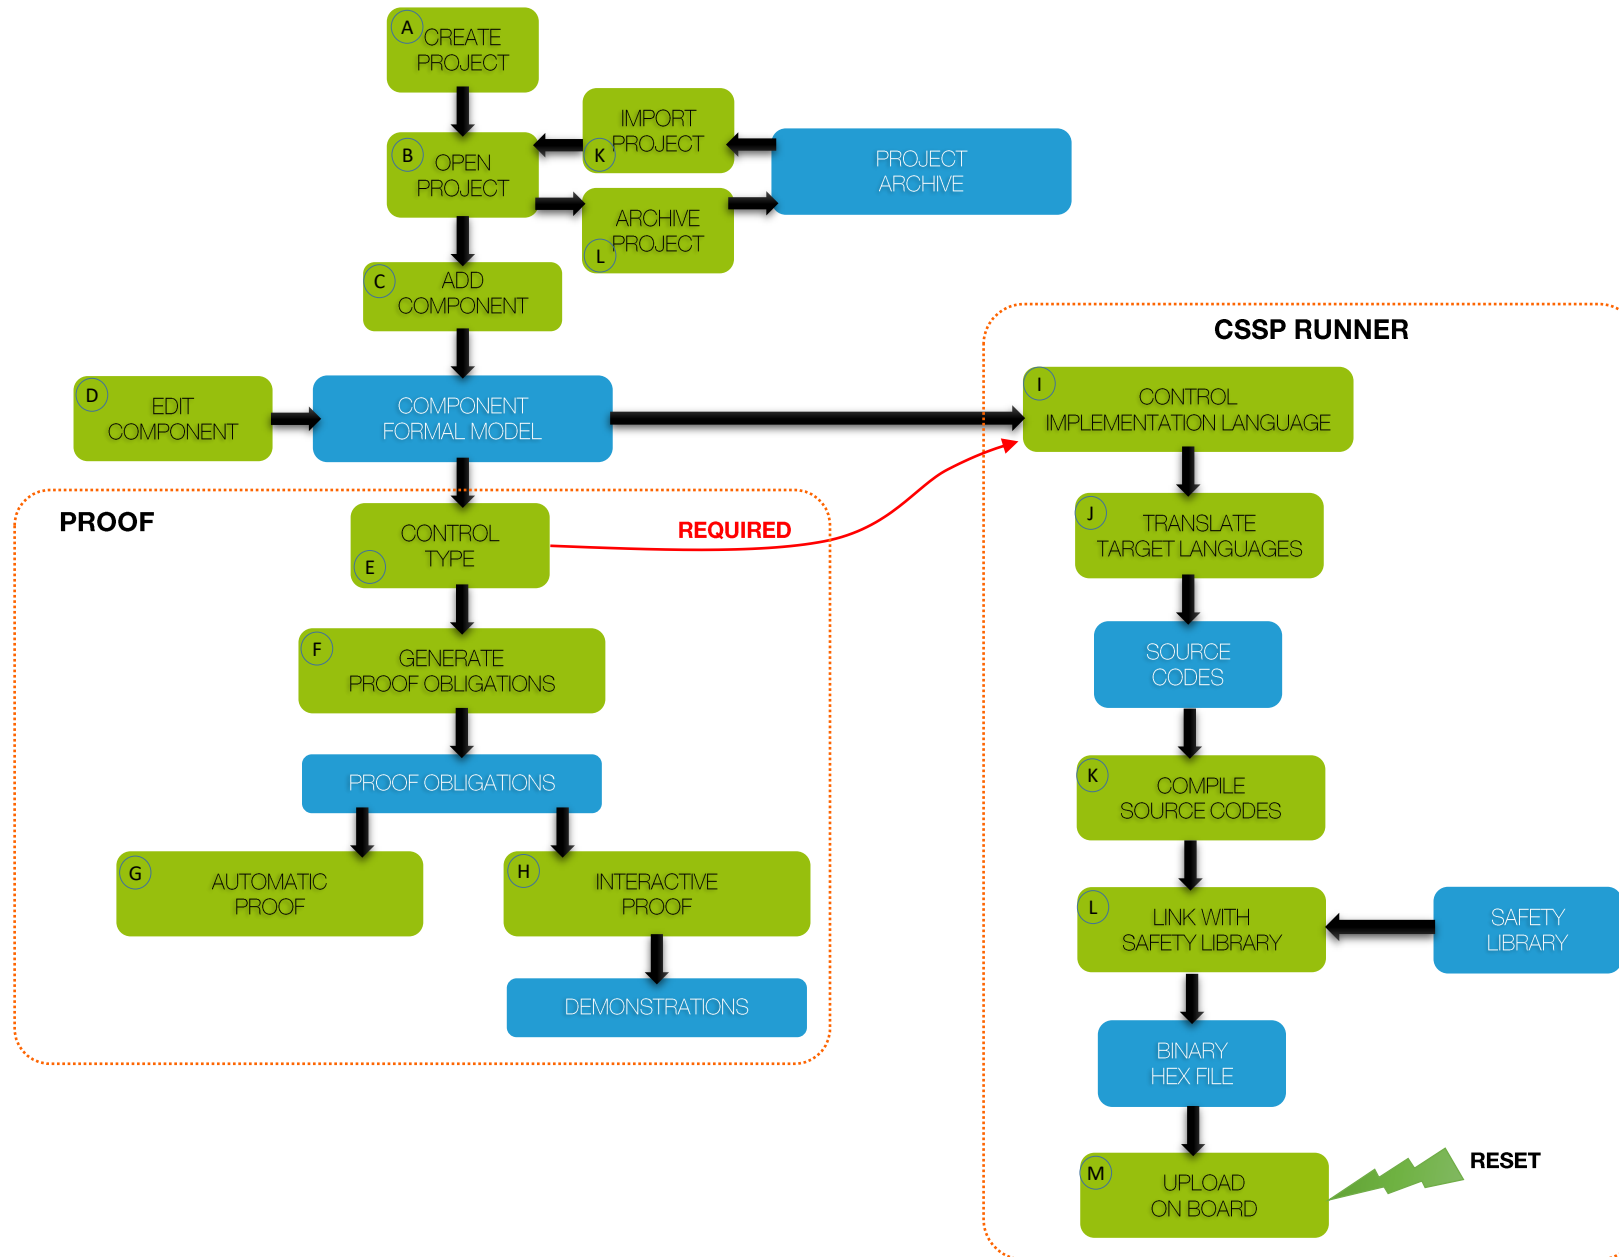 A
CREATE
PROJECT
IMPORT
PROJECT
K
B
OPEN
PROJECT
PROJECT
ARCHIVE
ARCHIVE
PROJECT
L
C
ADD
COMPONENT
D
EDIT
COMPONENT
COMPONENT
FORMAL MODEL
PROOF
CONTROL
TYPE
E
REQUIRED
F
GENERATE
PROOF OBLIGATIONS
PROOF OBLIGATIONS
G
AUTOMATIC
PROOF
H
INTERACTIVE
PROOF
DEMONSTRATIONS
CSSP RUNNER
I
CONTROL
IMPLEMENTATION LANGUAGE
J
TRANSLATE
TARGET LANGUAGES
SOURCE
CODES
K
COMPILE
SOURCE CODES
L
LINK WITH
SAFETY LIBRARY
SAFETY
LIBRARY
BINARY
HEX FILE
M
UPLOAD
ON BOARD
RESET